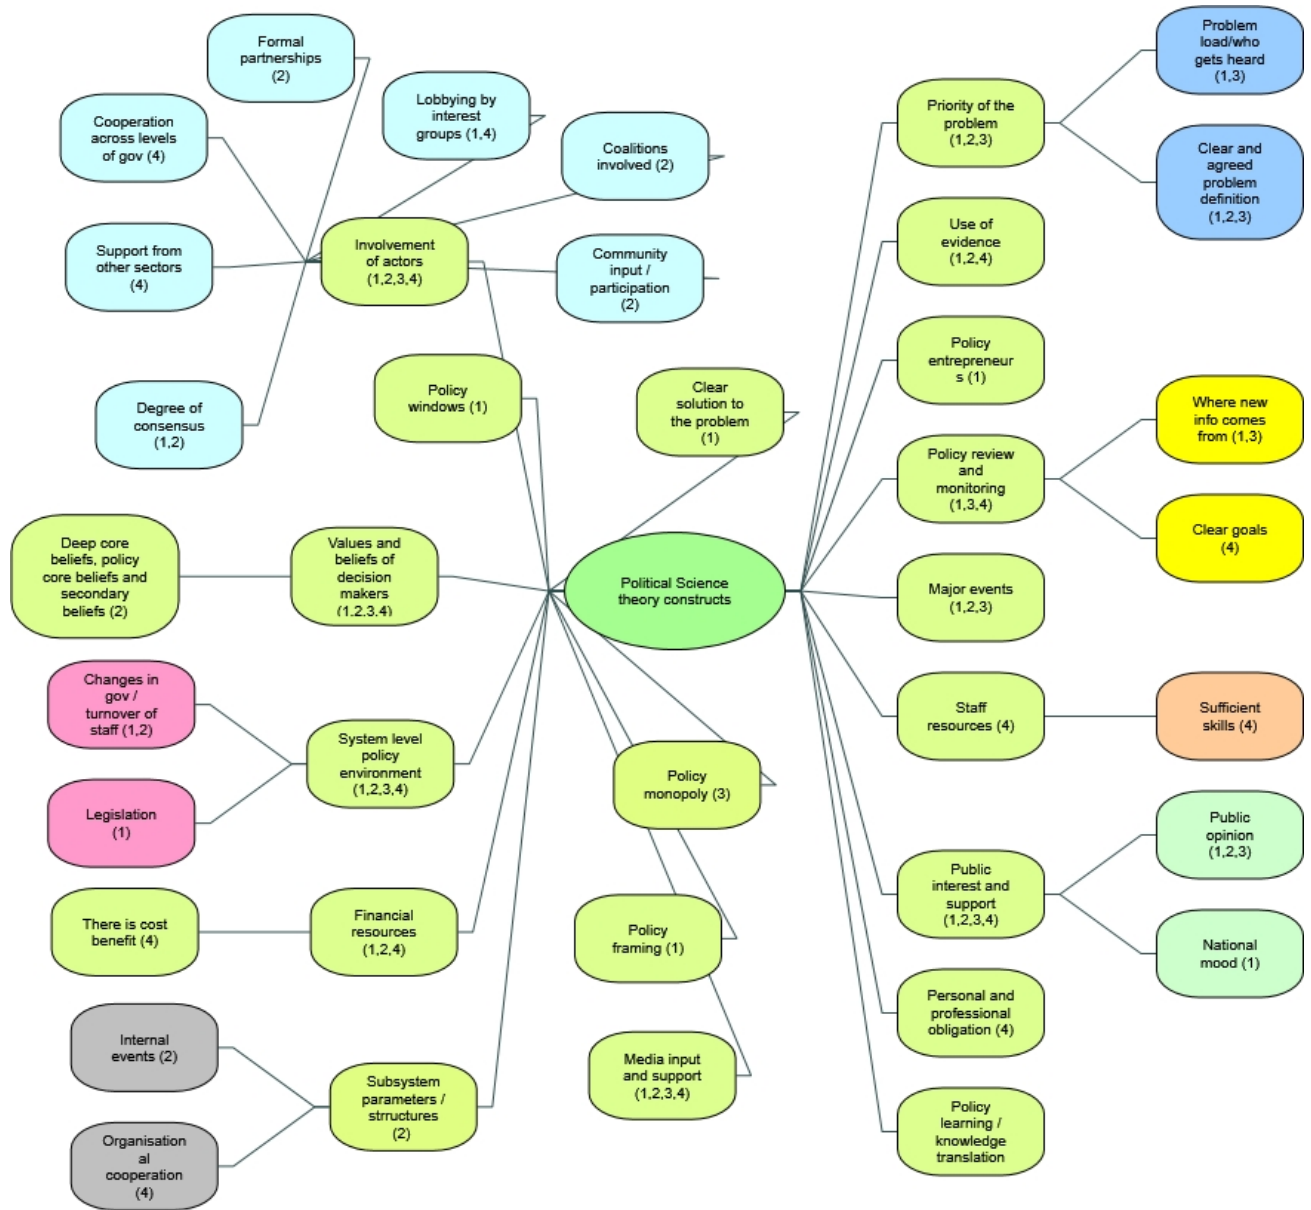 Formal
partnerships
(2)
Cooperation
across levels
of gov (4)
Lobbying by
interest
groups (1,4)
Coalitions
involved (2)
Support from
other sectors
(4)
Involvement
of actors
(1,2,3,4)
Community
input /
participation
(2)
Degree of
consensus
(1,2)
Policy
windows (1)
Clear
solution to
the problem
(1)
Deep core
beliefs, policy
core beliefs and
secondary
beliefs (2)
Values and
beliefs of
decision
makers
(1,2,3,4)
Political Science
theory constructs
Changes in
gov /
turnover of
staff (1,2)
System level
policy
environment
(1,2,3,4)
Legislation
(1)
Policy
monopoly (3)
There is cost
benefit (4)
Financial
resources
(1,2,4)
Policy
framing (1)
Internal
events (2)
Subsystem
parameters /
strructures
(2)
Organisation
al
cooperation
(4)
Media input
and support
(1,2,3,4)
Problem
load/who
gets heard
(1,3)
Priority of the
problem
(1,2,3)
Clear and
agreed
problem
definition
(1,2,3)
Use of
evidence
(1,2,4)
Policy
entrepreneur
s (1)
Where new
info comes
from (1,3)
Policy review
and
monitoring
(1,3,4)
Clear goals
(4)
Major events
(1,2,3)
Staff
resources (4)
Sufficient
skills (4)
Public
opinion
(1,2,3)
Public
interest and
support
(1,2,3,4)
National
mood (1)
Personal and
professional
obligation (4)
Policy
learning /
knowledge
translation